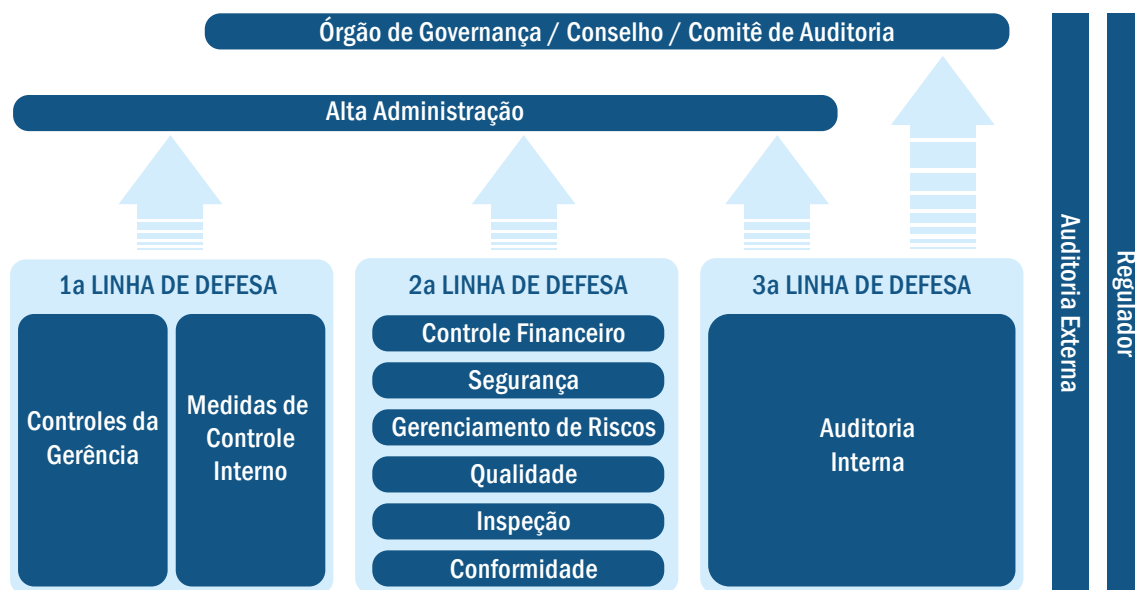 Órgão de Governança / Conselho / Comitê de Auditoria
Alta Administração
1a LINHA DE DEFESA
Controles da
Gerência
Medidas de
Controle
Interno
2a LINHA DE DEFESA
Controle Financeiro
Segurança
Gerenciamento de Riscos
Qualidade
Inspeção
Conformidade
3a LINHA DE DEFESA
Auditoria
Interna
Auditoria Externa
Regulador